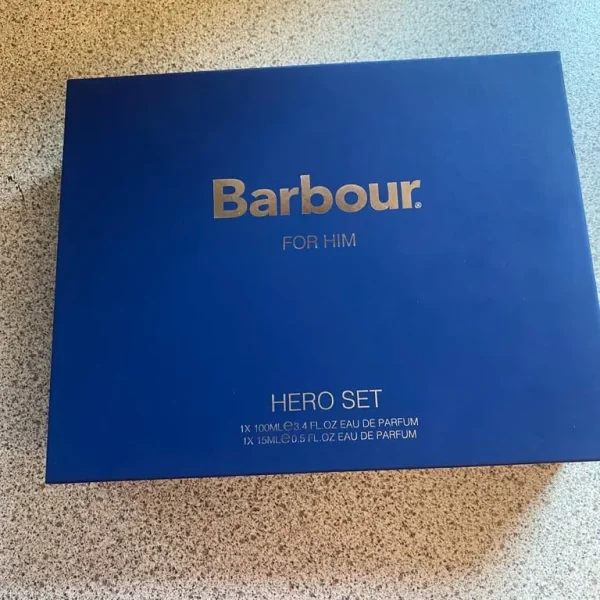 Barbour®
FOR HIM
HERO SET
1X 100ML℮3.4 FL.OZ EAU DE PARFUM
1X 15ML℮0.5 FL.OZ EAU DE PARFUM